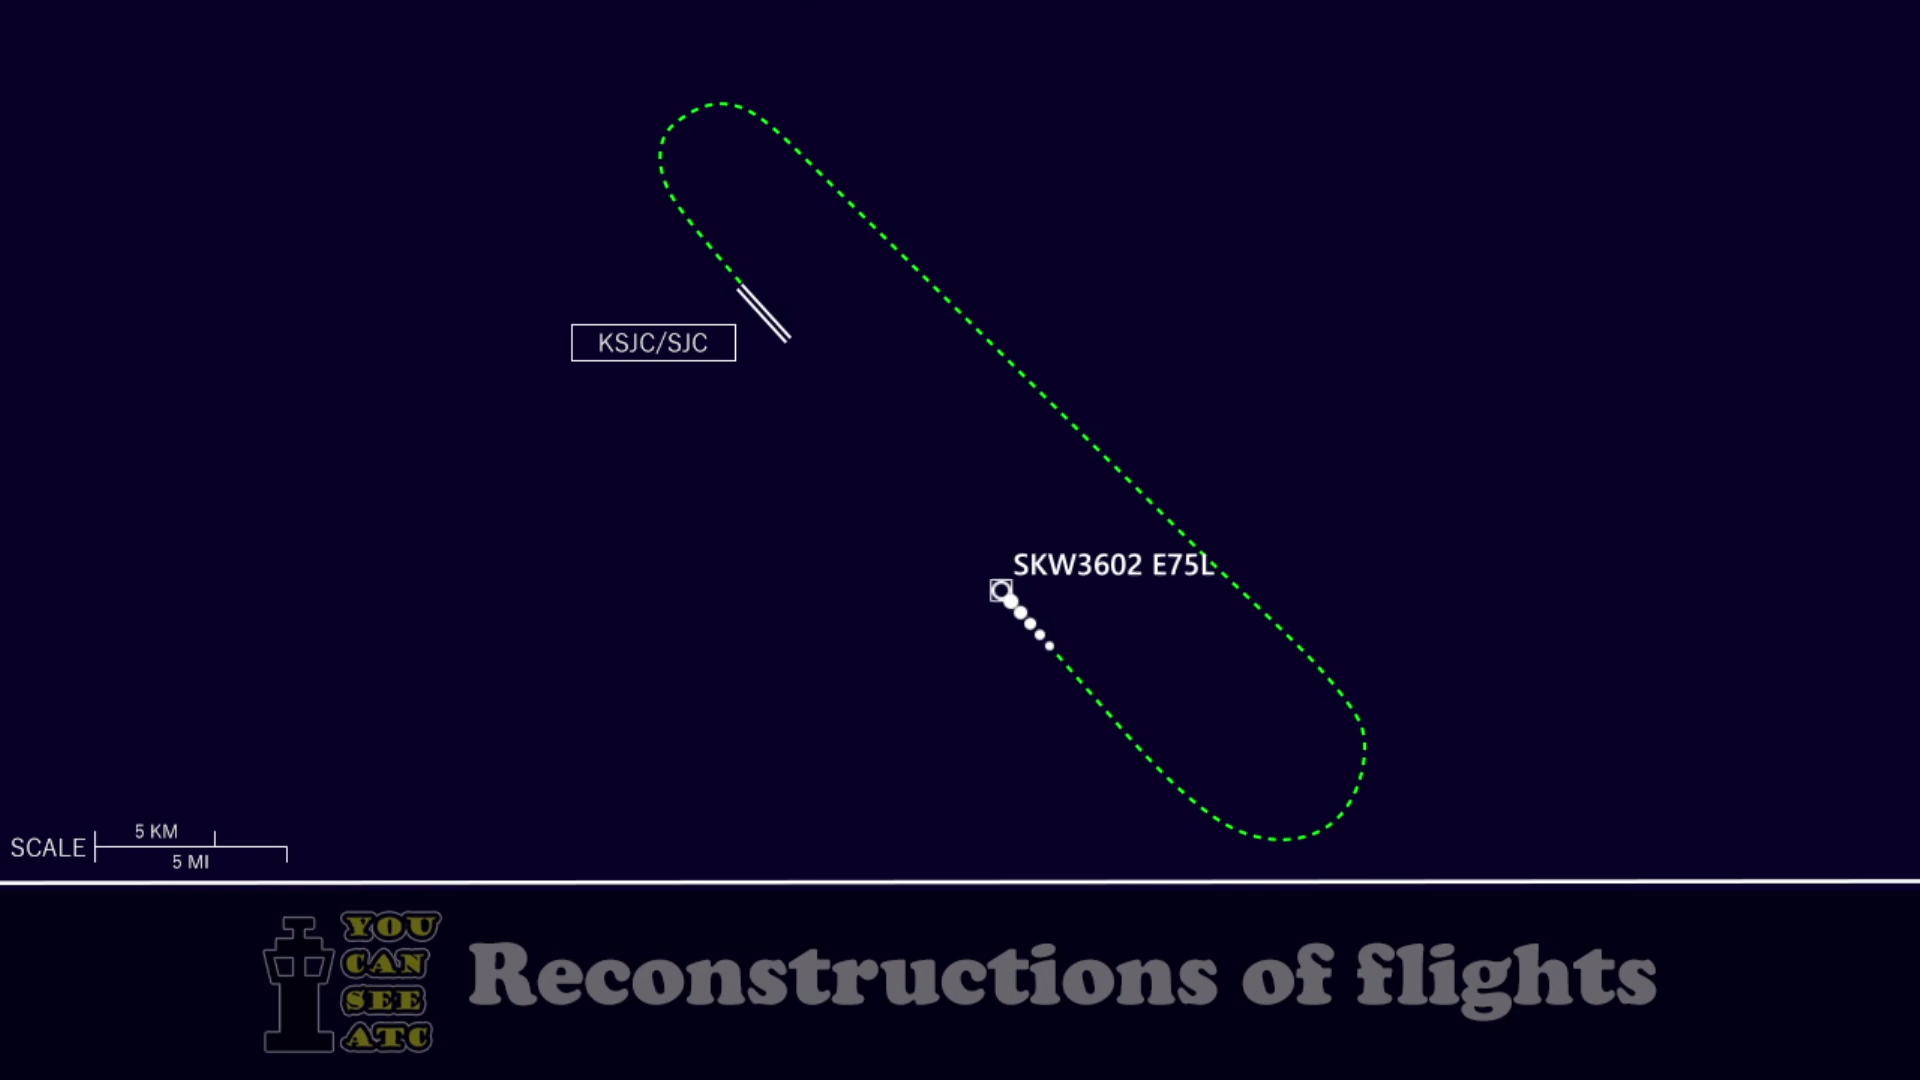 KSJC/SJC
SKW3602 E75L
5 KM
SCALE
5 MI
YOU
CAN
SEE
ATC
Reconstructions of flights